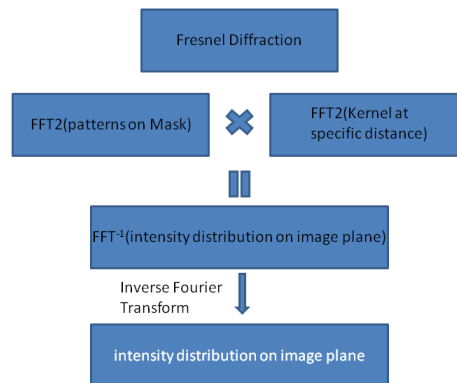 Fresnel Diffraction
FFT2(patterns on Mask)
FFT2(Kernel at
specific distance)
FFT⁻¹(intensity distribution on image plane)
Inverse Fourier
Transform
intensity distribution on image plane